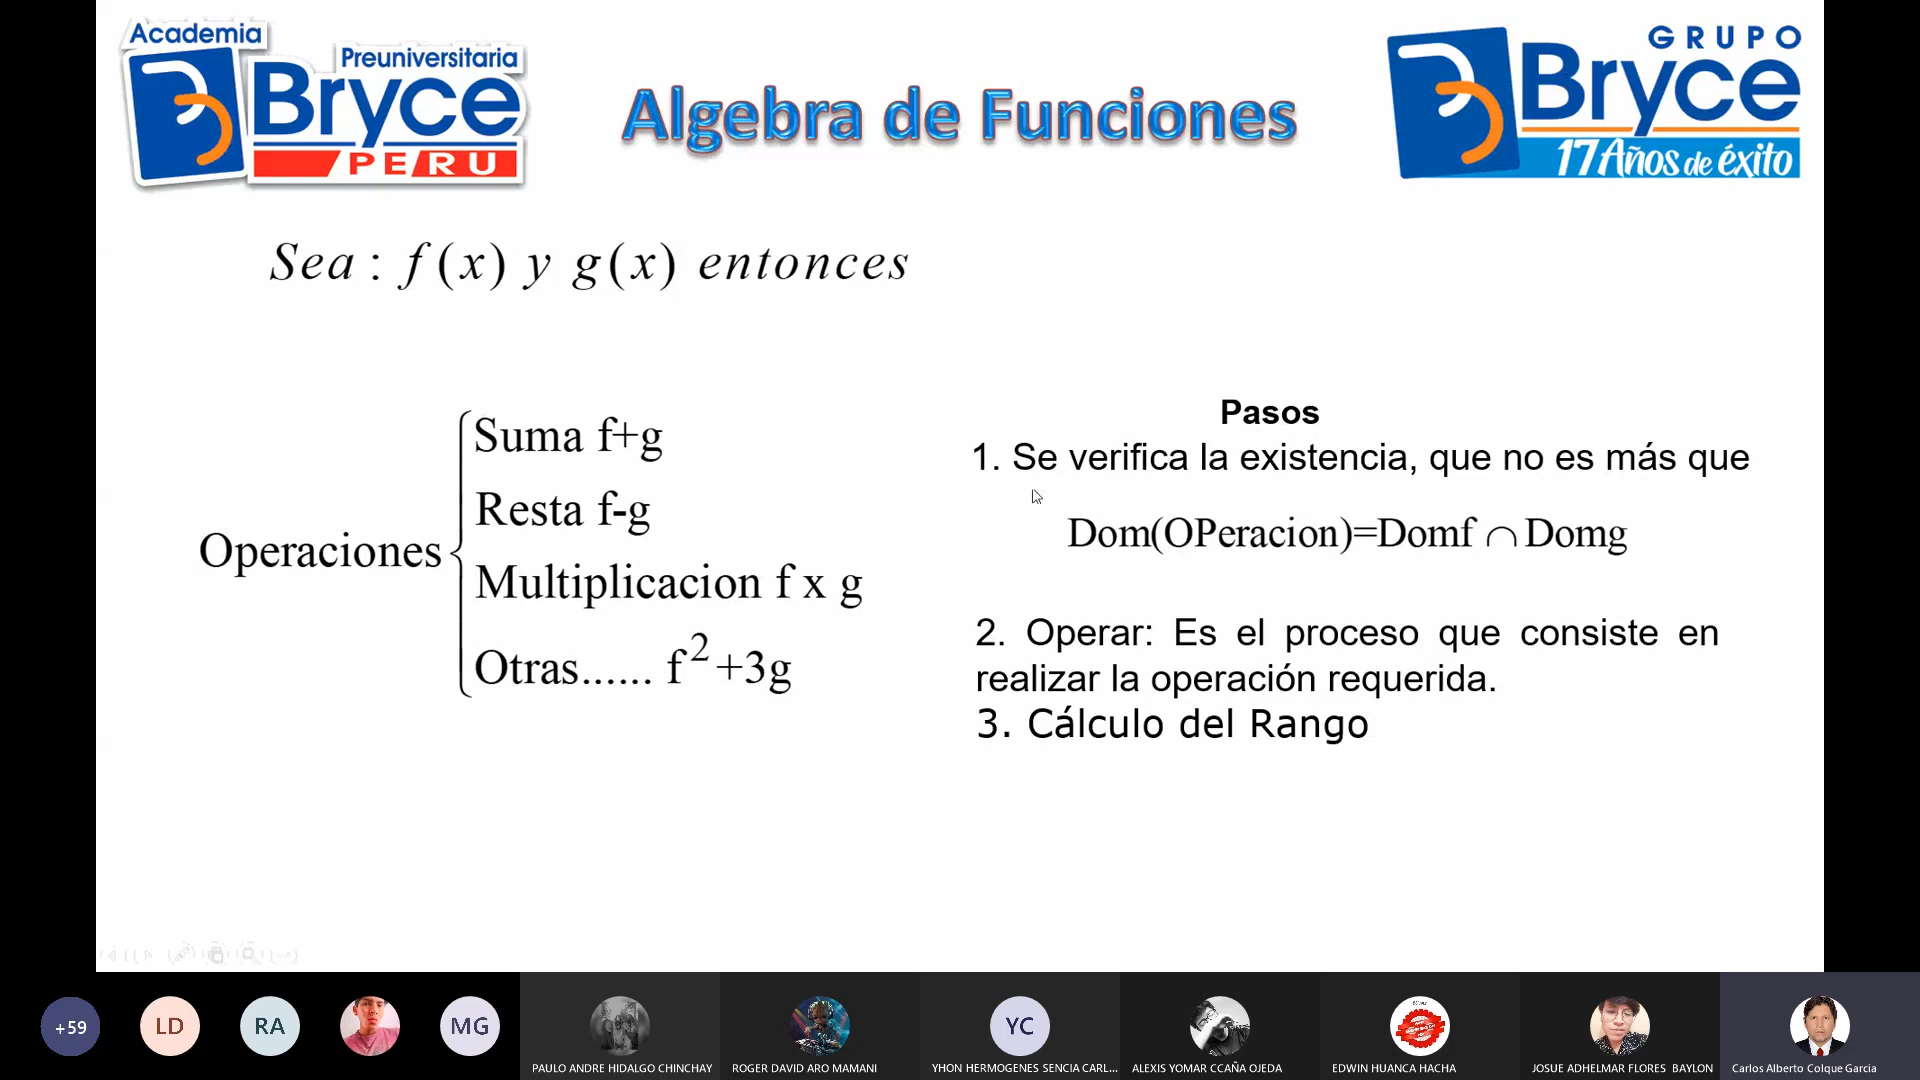 Academia
Preuniversitaria
Bryce
PERU
Algebra de Funciones
GRUPO
Bryce
17 Años de éxito
Sea : f(x) y g(x) entonces
Operaciones
Suma f+g
Resta f-g
Multiplicacion f x g
Otras...... f²+3g
Pasos
1. Se verifica la existencia, que no es más que
Dom(OPeracion)=Domf ∩ Domg
2. Operar: Es el proceso que consiste en
realizar la operación requerida.
3. Cálculo del Rango
+59
LD
RA
MG
YC
PAULO ANDRE HIDALGO CHINCHAY
ROGER DAVID ARO MAMANI
YHON HERMOGENES SENCIA CARL...
ALEXIS YOMAR CCAÑA OJEDA
EDWIN HUANCA HACHA
JOSUE ADHELMAR FLORES BAYLON
Carlos Alberto Colque Garcia